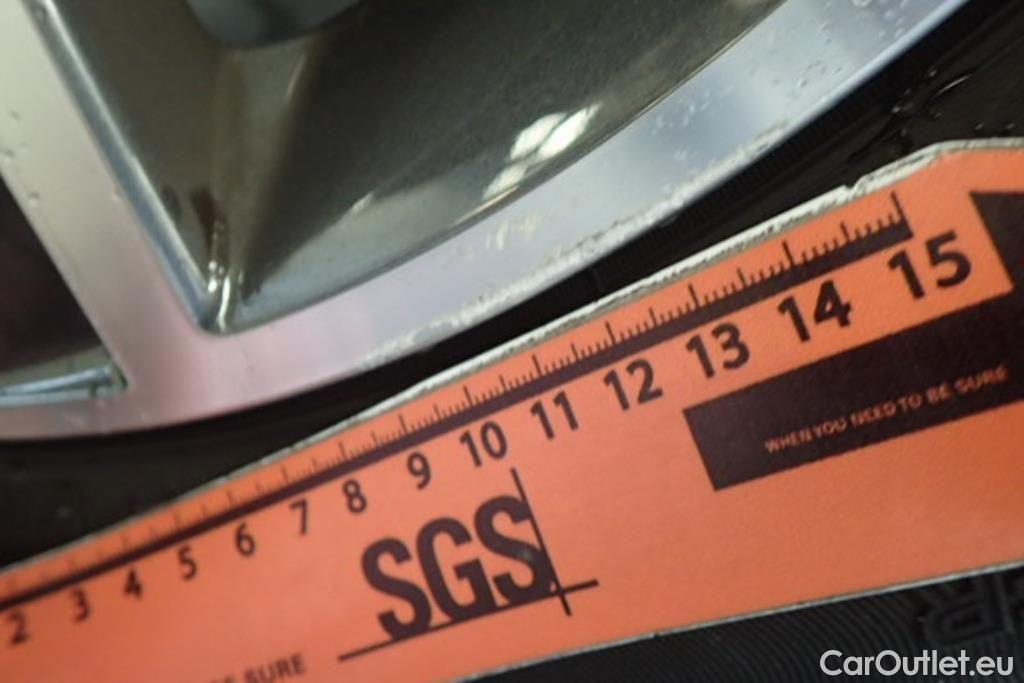 2 3 4 5 6 7 8 9 10 11 12 13 14 15
WHEN YOU NEED TO BE SURE
SGS
SURE
CarOutlet.eu